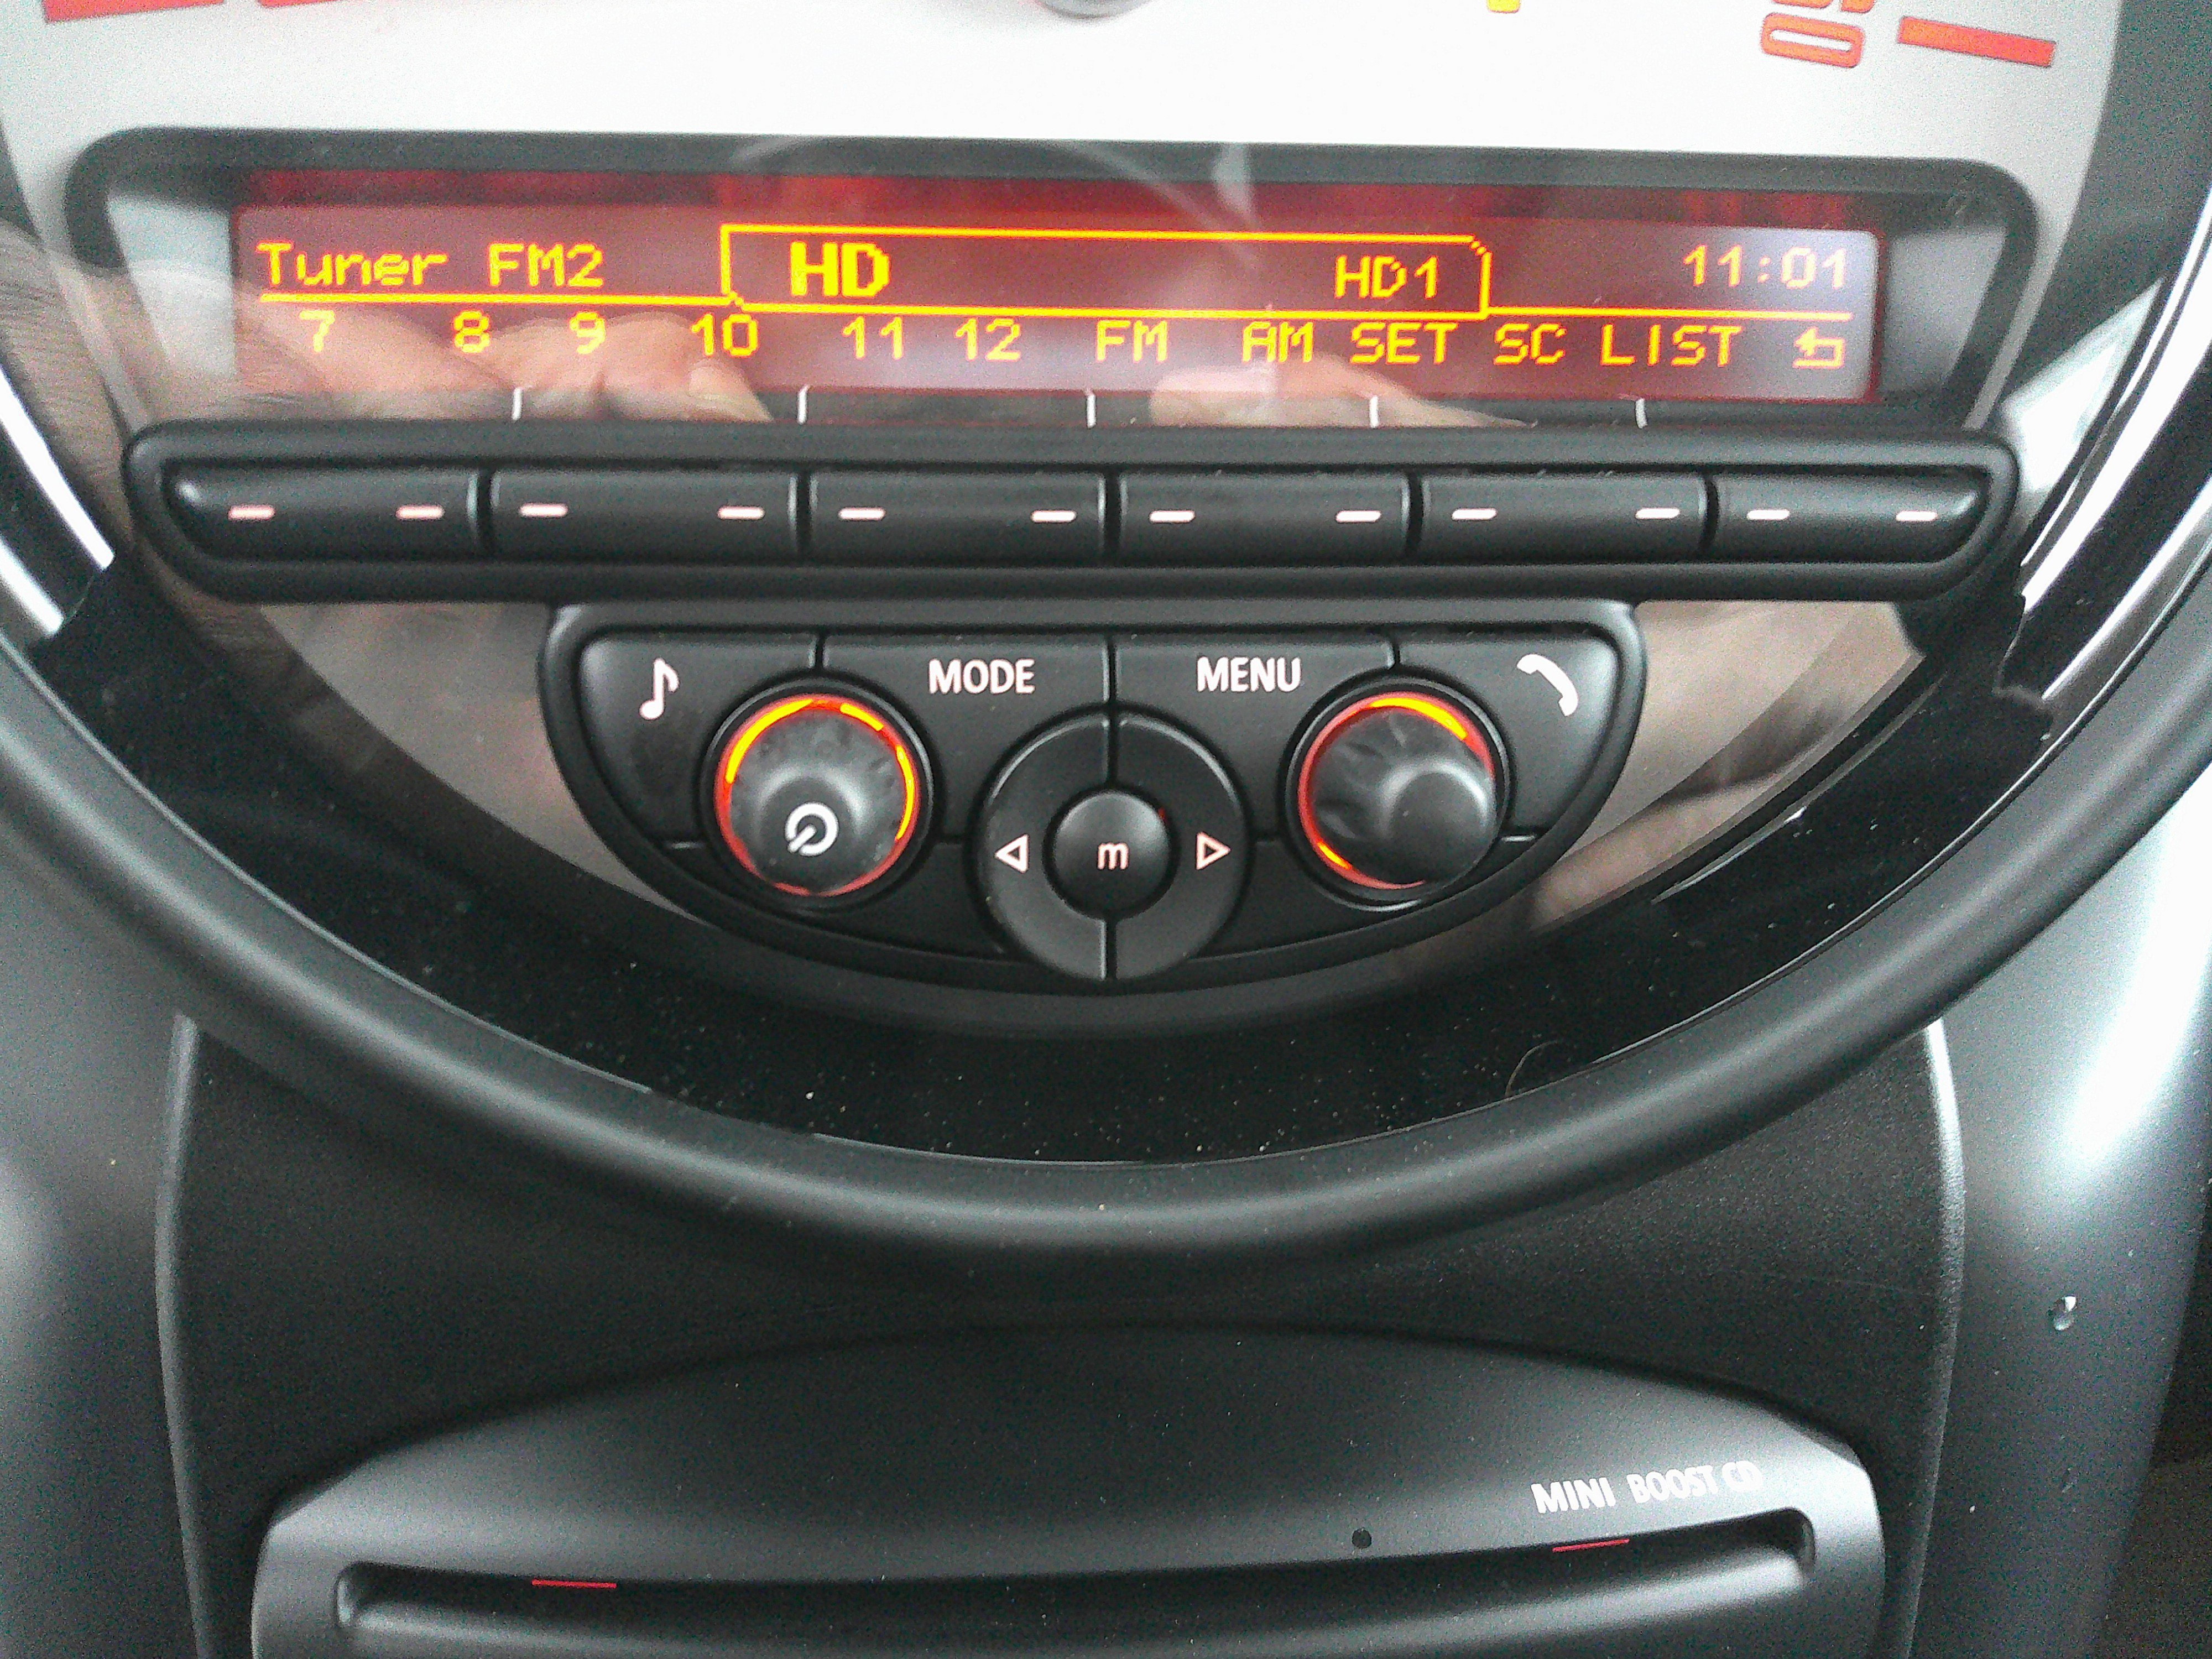 Tuner FM2 HD HD1 11:01
7 8 9 10 11 12 FM AM SET SC LIST
MODE MENU
m
MINI BOOST CD